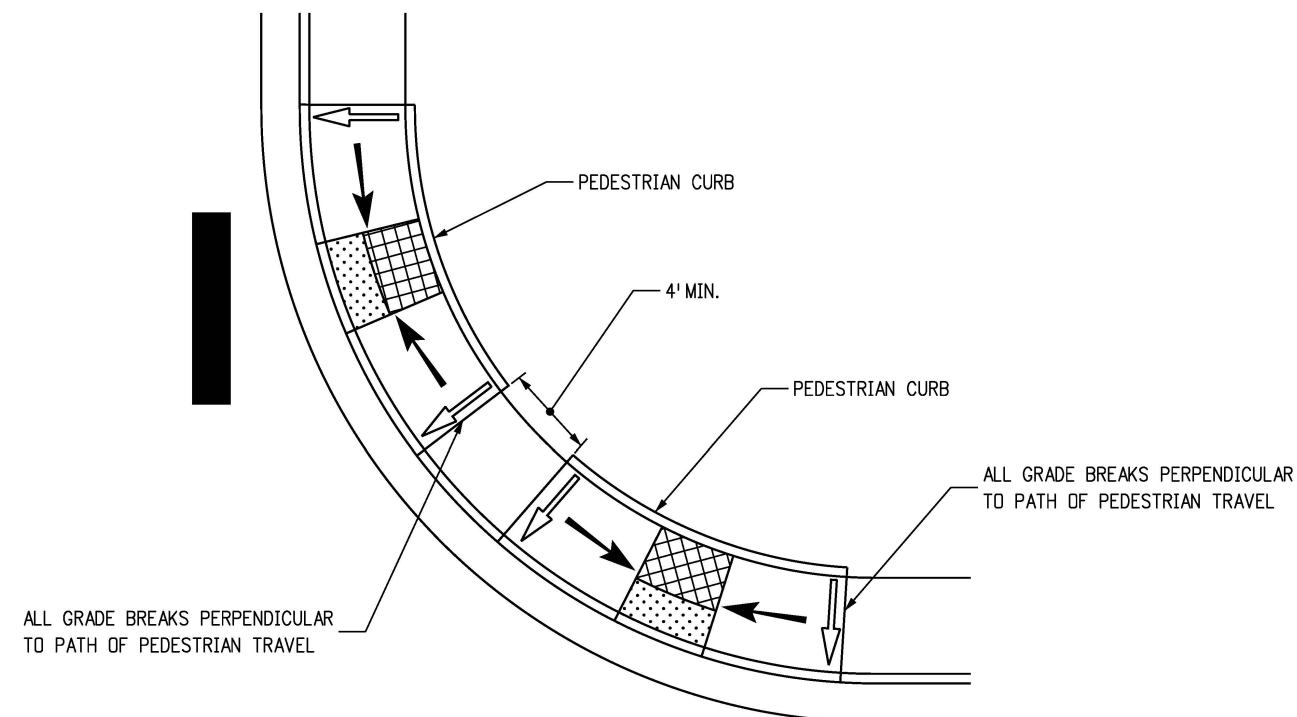 PEDESTRIAN CURB
4' MIN.
PEDESTRIAN CURB
ALL GRADE BREAKS PERPENDICULAR
TO PATH OF PEDESTRIAN TRAVEL
ALL GRADE BREAKS PERPENDICULAR
TO PATH OF PEDESTRIAN TRAVEL